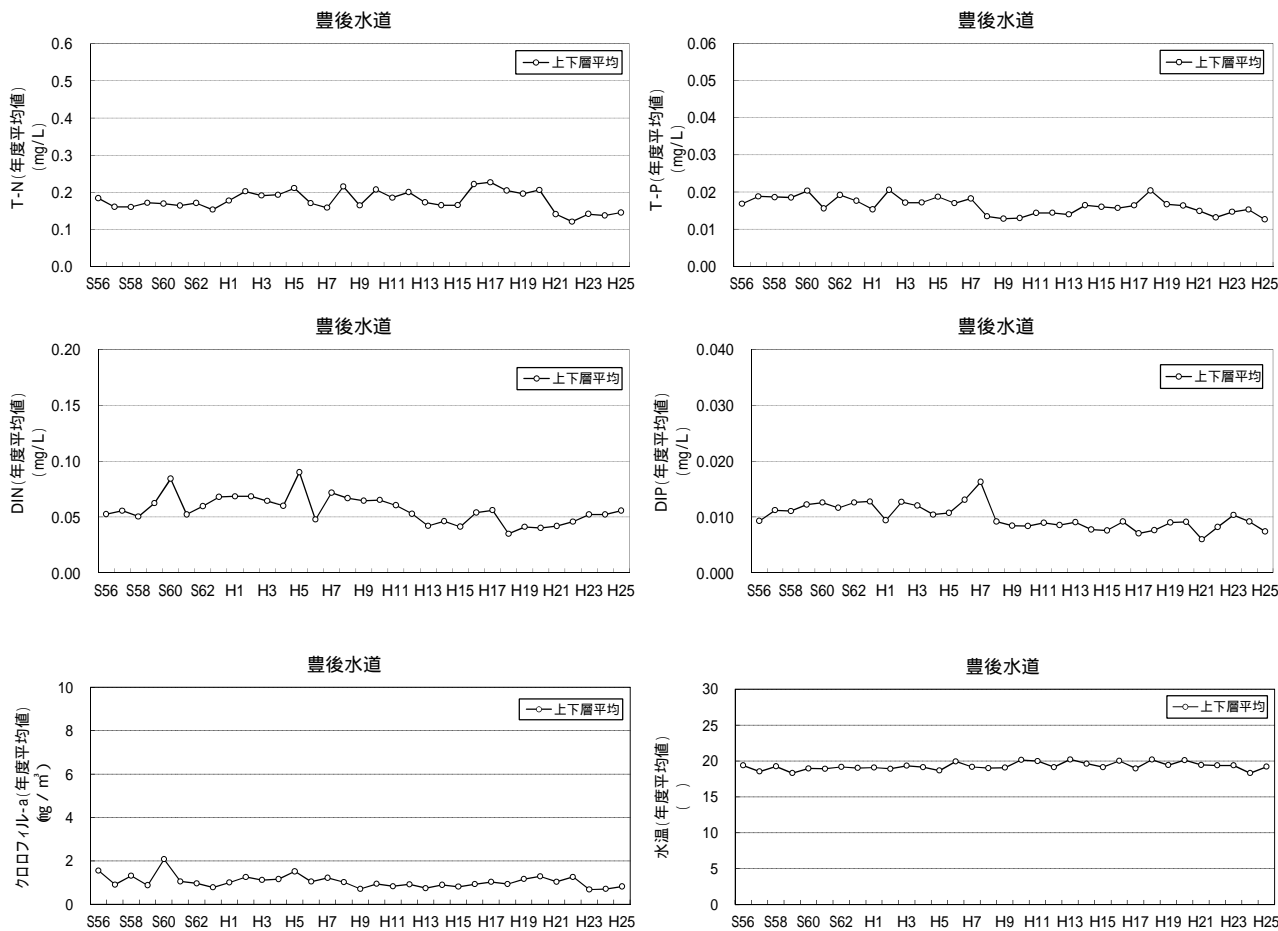 豊後水道
T-N(年度平均値)
(mg/L)
0.6
0.5
0.4
0.3
0.2
0.1
0.0
上下層平均
S56 S58 S60 S62 H1 H3 H5 H7 H9 H11 H13 H15 H17 H19 H21 H23 H25
豊後水道
T-P(年度平均値)
(mg/L)
0.06
0.05
0.04
0.03
0.02
0.01
0.00
上下層平均
S56 S58 S60 S62 H1 H3 H5 H7 H9 H11 H13 H15 H17 H19 H21 H23 H25
豊後水道
DIN(年度平均値)
(mg/L)
0.20
0.15
0.10
0.05
0.00
上下層平均
S56 S58 S60 S62 H1 H3 H5 H7 H9 H11 H13 H15 H17 H19 H21 H23 H25
豊後水道
DIP(年度平均値)
(mg/L)
0.040
0.030
0.020
0.010
0.000
上下層平均
S56 S58 S60 S62 H1 H3 H5 H7 H9 H11 H13 H15 H17 H19 H21 H23 H25
豊後水道
クロロフィル-a(年度平均値)
(mg/m³)
10
8
6
4
2
0
上下層平均
S56 S58 S60 S62 H1 H3 H5 H7 H9 H11 H13 H15 H17 H19 H21 H23 H25
豊後水道
水温(年度平均値)
( )
30
25
20
15
10
5
0
上下層平均
S56 S58 S60 S62 H1 H3 H5 H7 H9 H11 H13 H15 H17 H19 H21 H23 H25